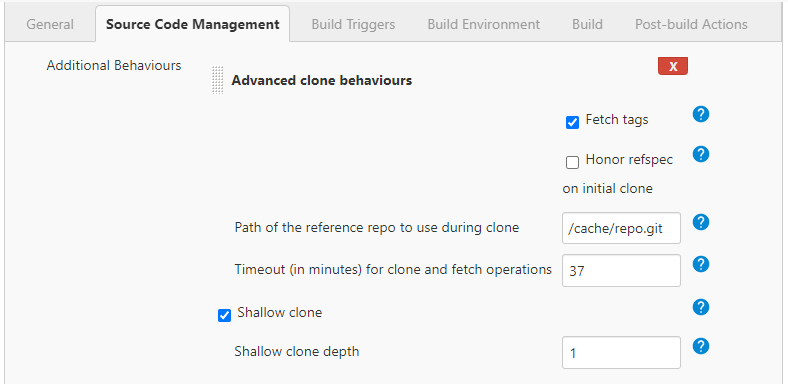 General Source Code Management Build Triggers Build Environment Build Post-build Actions
Additional Behaviours
Advanced clone behaviours
X
Fetch tags ?
Honor refspec ?
on initial clone
Path of the reference repo to use during clone /cache/repo.git ?
Timeout (in minutes) for clone and fetch operations 37 ?
Shallow clone ?
Shallow clone depth 1 ?